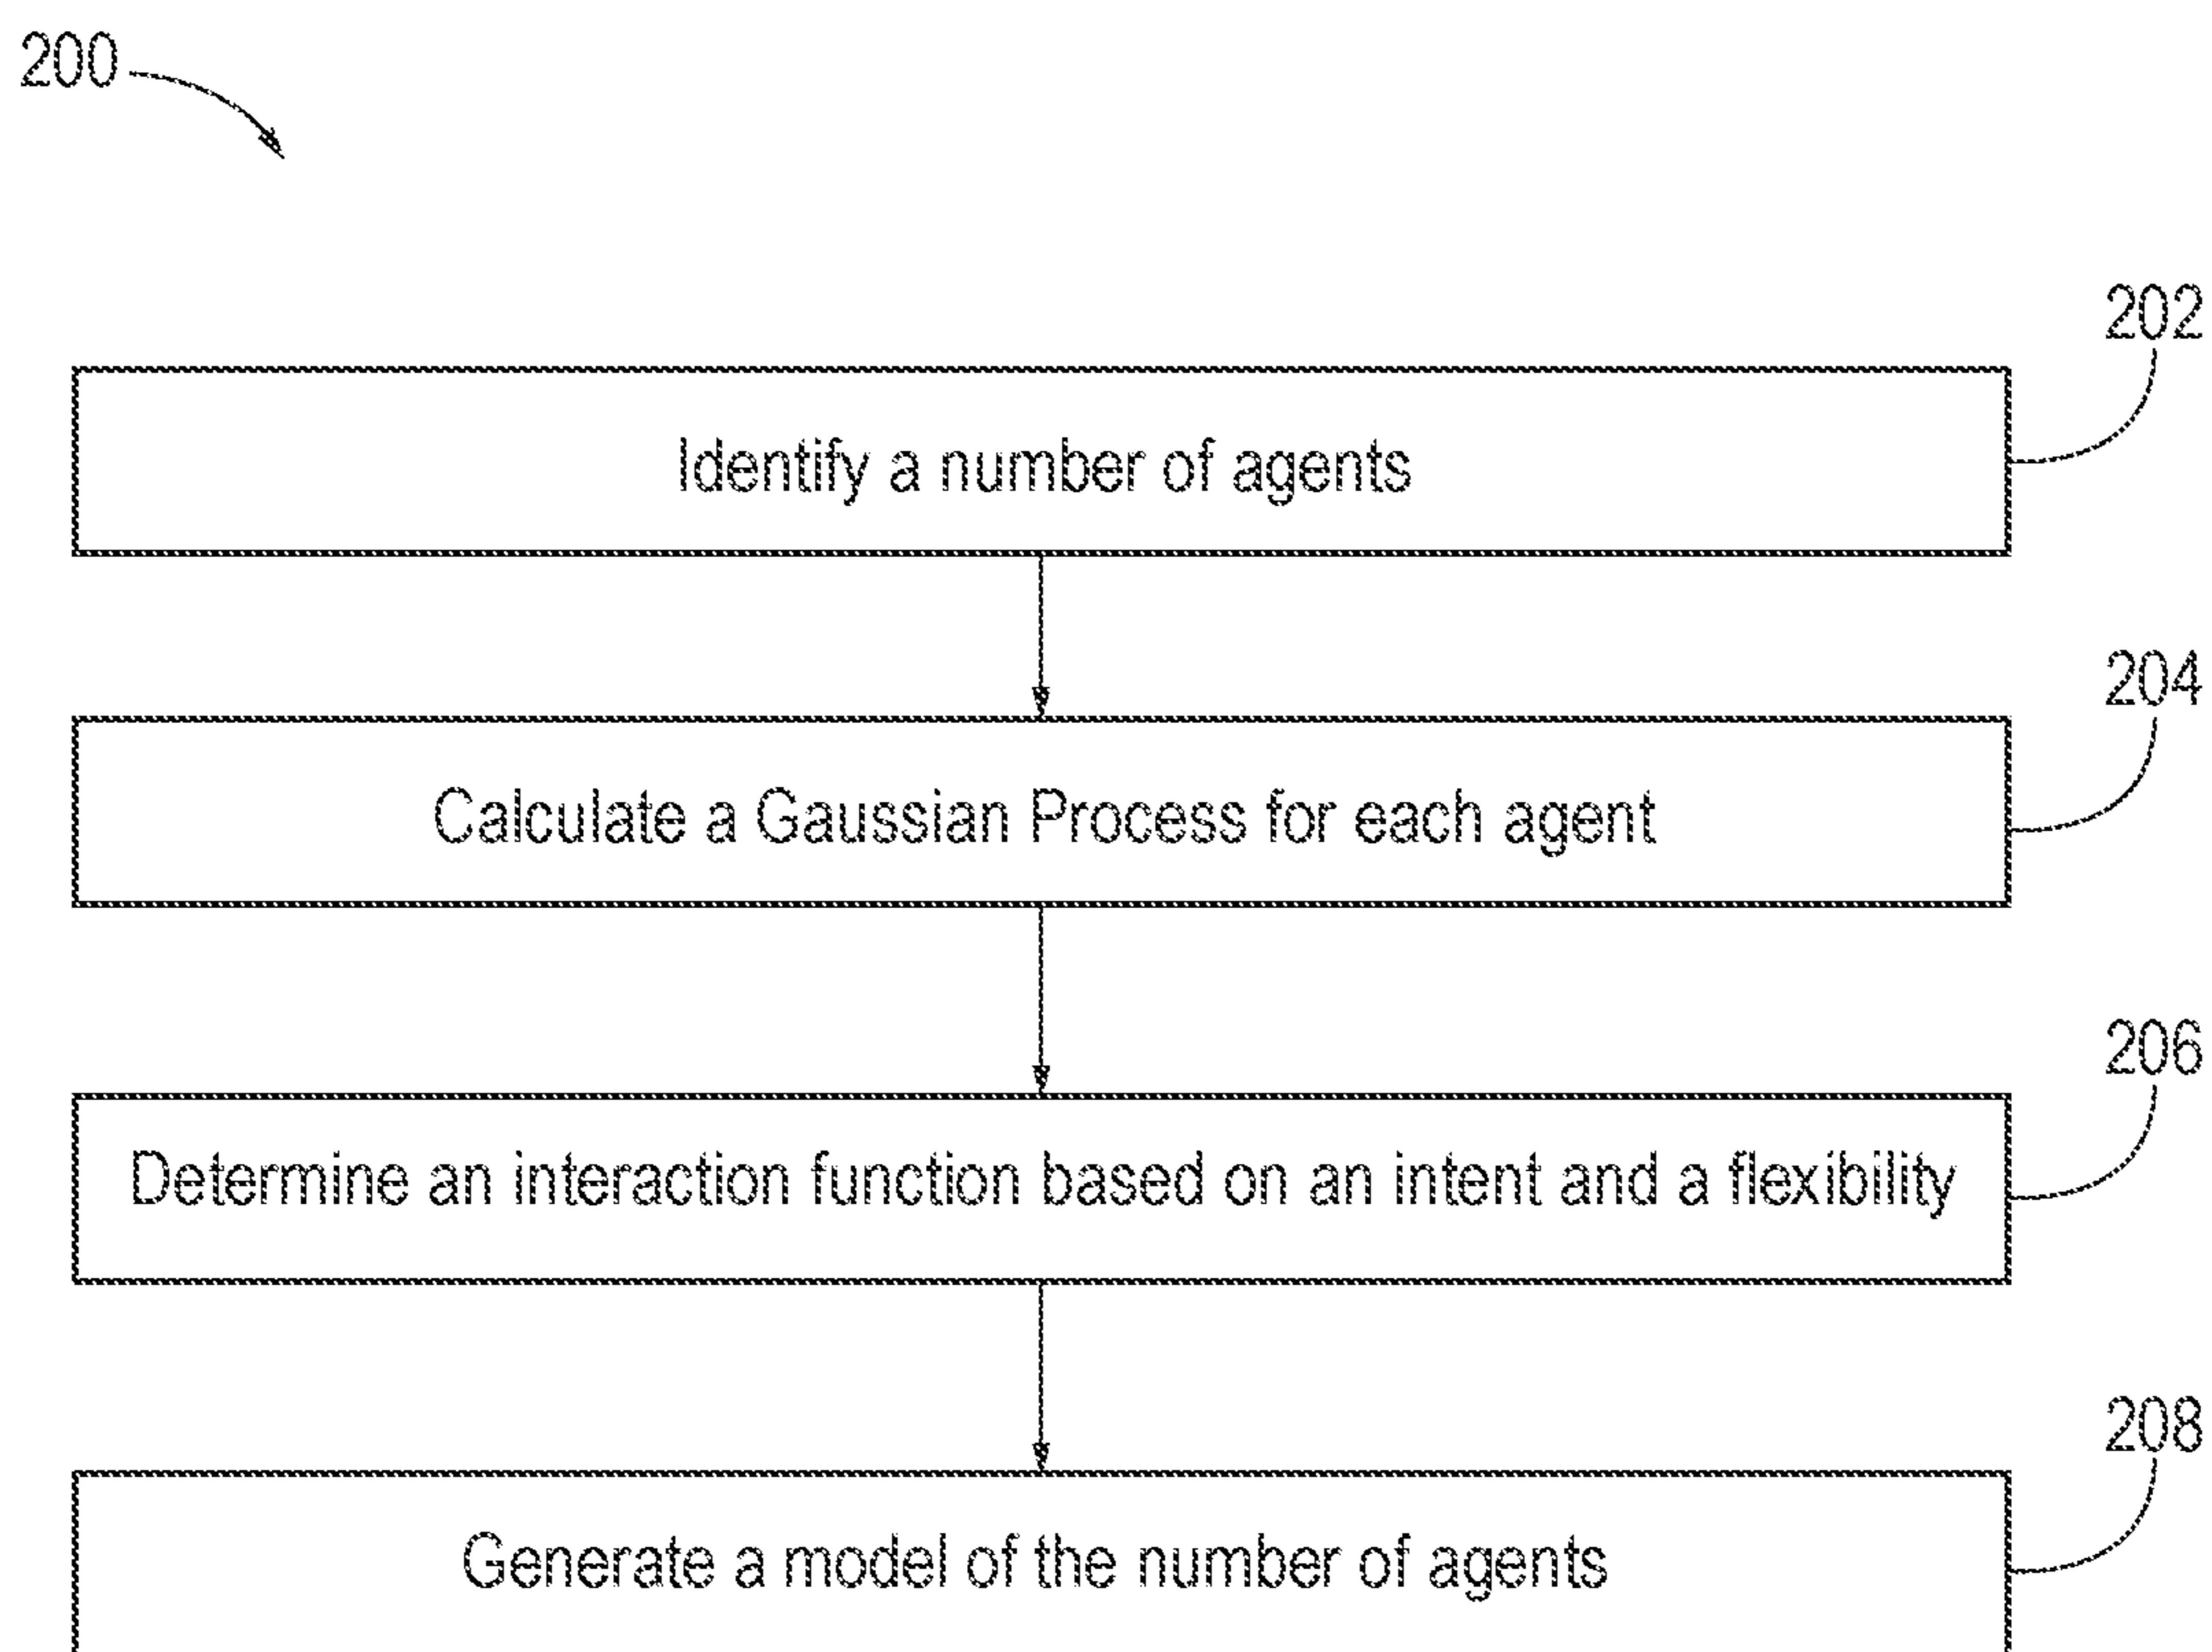 200
202
Identify a number of agents
204
Calculate a Gaussian Process for each agent
206
Determine an interaction function based on an intent and a flexibility
208
Generate a model of the number of agents